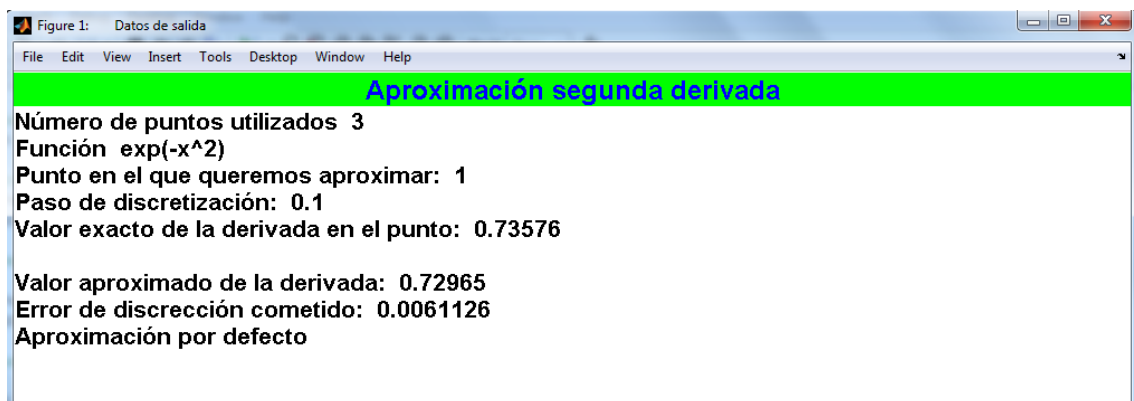 Figure 1: Datos de salida
File Edit View Insert Tools Desktop Window Help
Aproximación segunda derivada
Número de puntos utilizados 3
Función exp(-x^2)
Punto en el que queremos aproximar: 1
Paso de discretización: 0.1
Valor exacto de la derivada en el punto: 0.73576
Valor aproximado de la derivada: 0.72965
Error de discrección cometido: 0.0061126
Aproximación por defecto